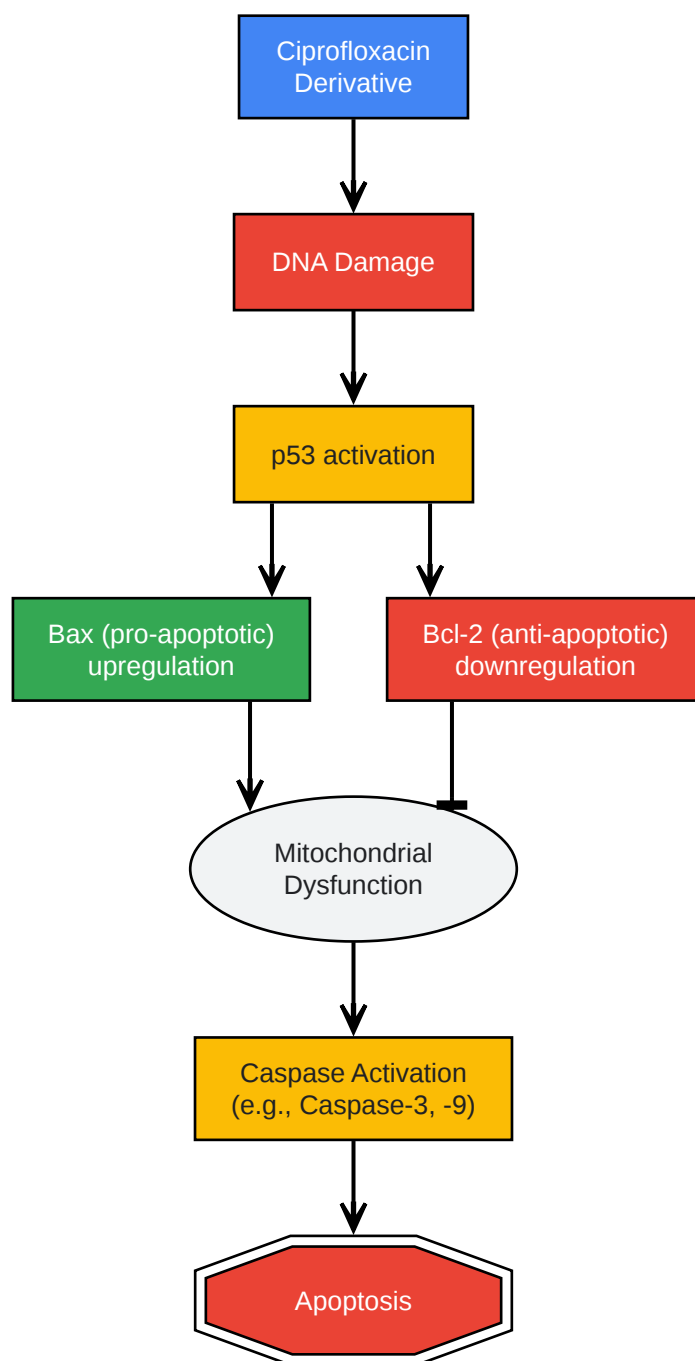 Ciprofloxacin
Derivative
DNA Damage
p53 activation
Bax (pro-apoptotic)
upregulation
Bcl-2 (anti-apoptotic)
downregulation
Mitochondrial
Dysfunction
Caspase Activation
(e.g., Caspase-3, -9)
Apoptosis